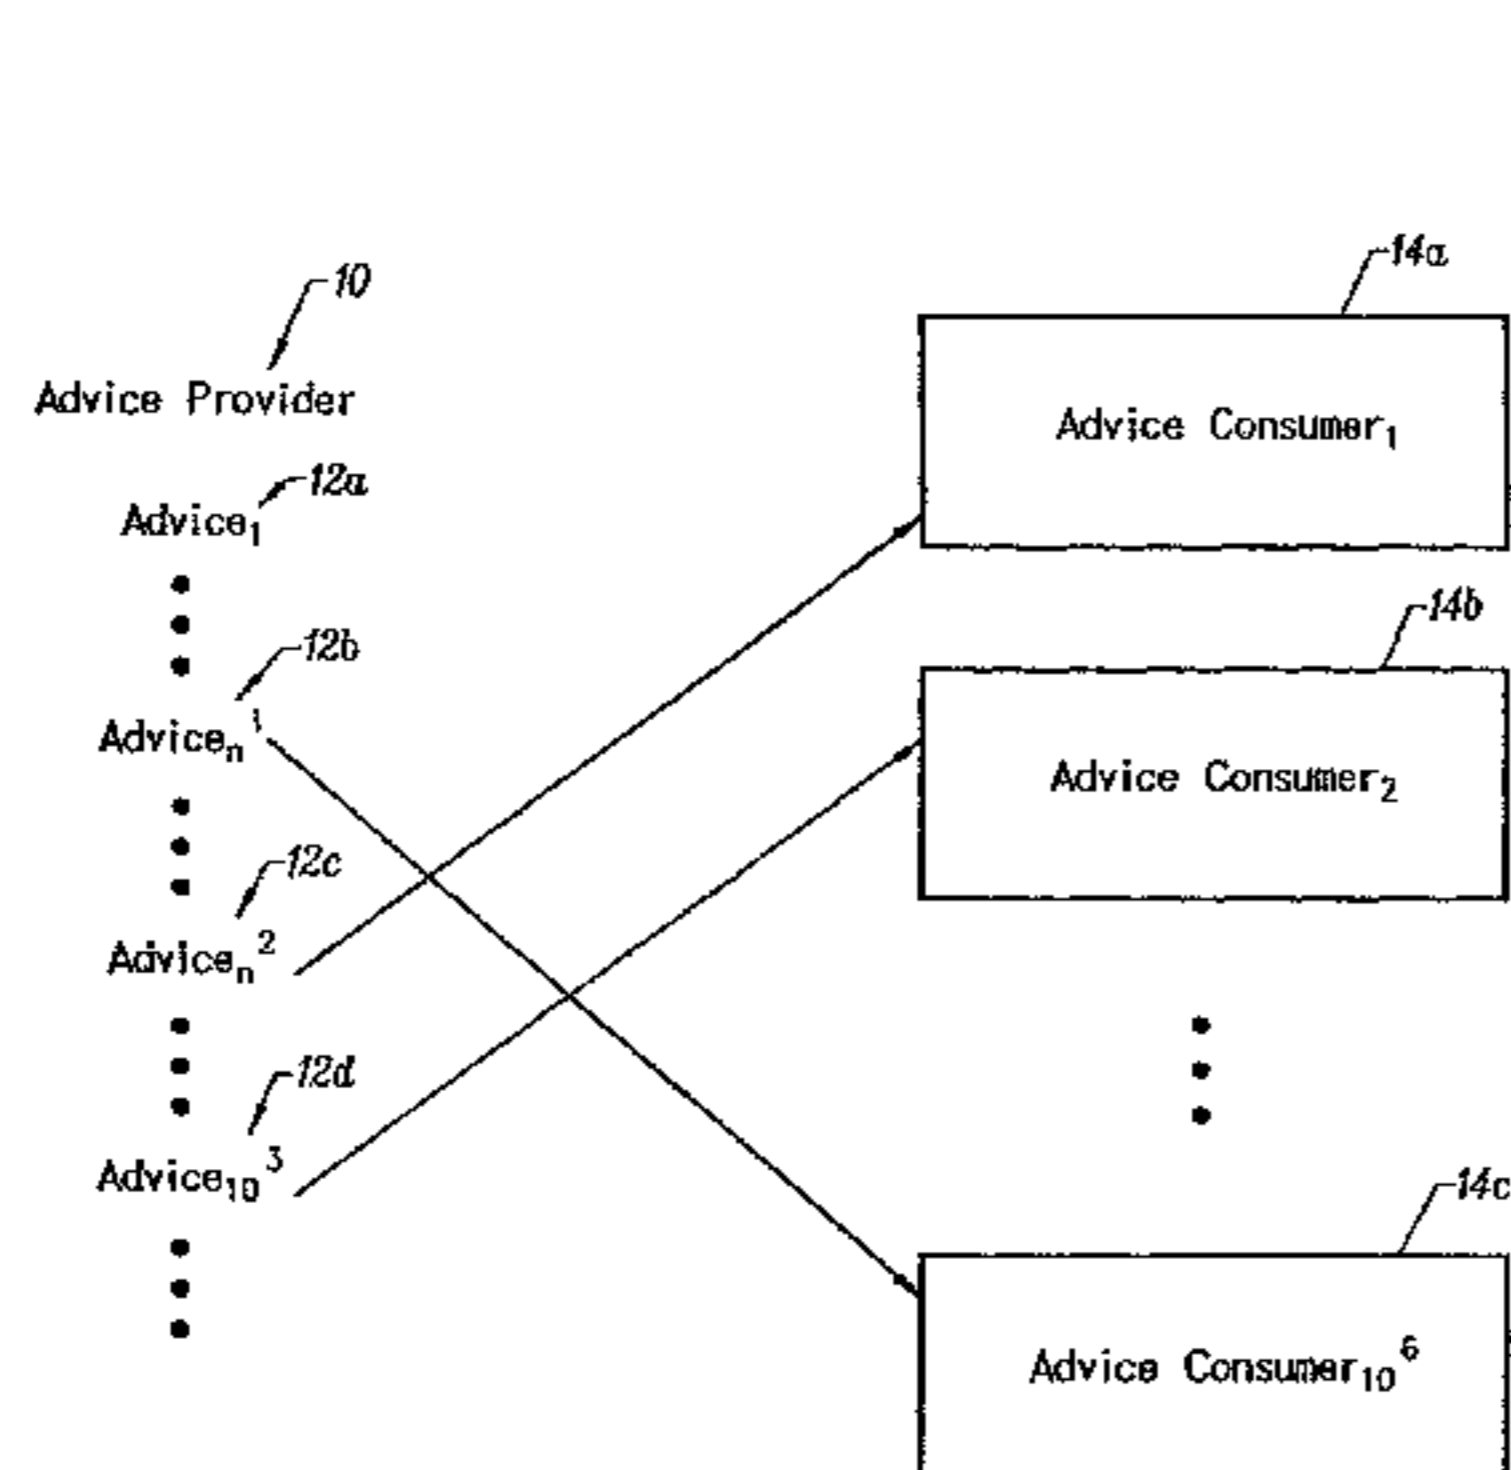 10
Advice Provider
12a
Advice₁
12b
Adviceₙ¹
12c
Adviceₙ²
12d
Advice₁₀³
14a
Advice Consumer₁
14b
Advice Consumer₂
14c
Advice Consumer₁₀⁶